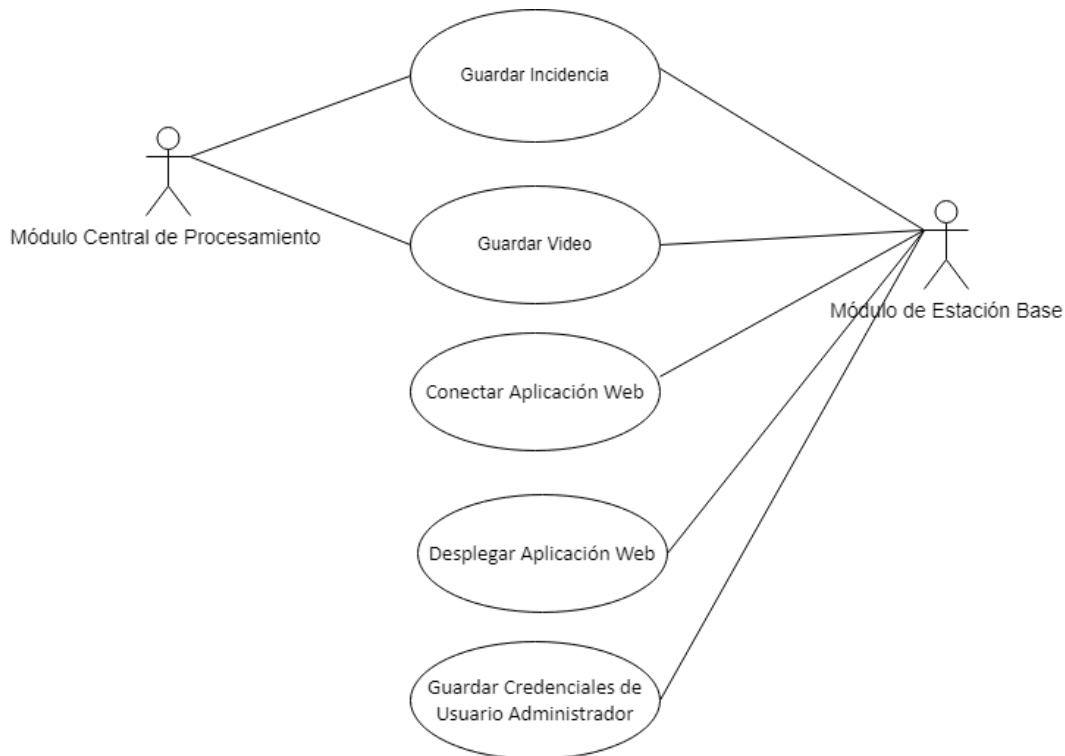 Guardar Incidencia
Módulo Central de Procesamiento
Guardar Video
Módulo de Estación Base
Conectar Aplicación Web
Desplegar Aplicación Web
Guardar Credenciales de
Usuario Administrador